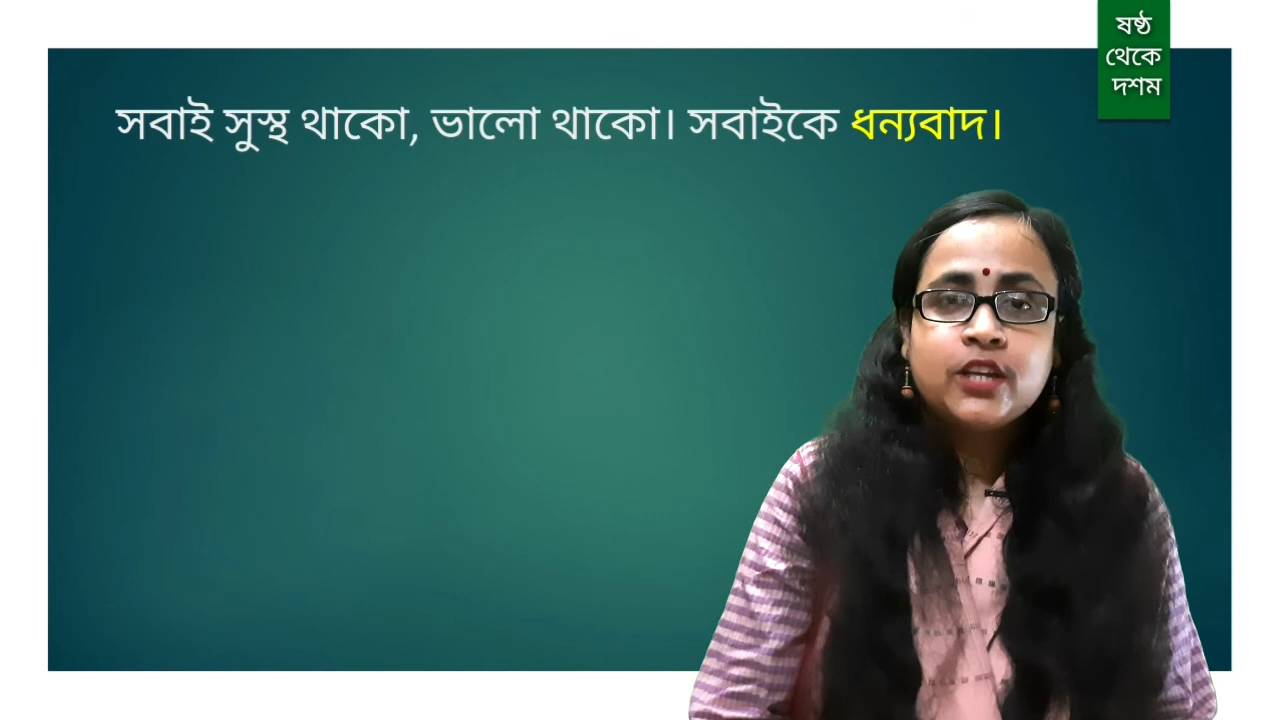 ষষ্ঠ
থেকে
দশম
সবাই সুস্থ থাকো, ভালো থাকো। সবাইকে ধন্যবাদ।